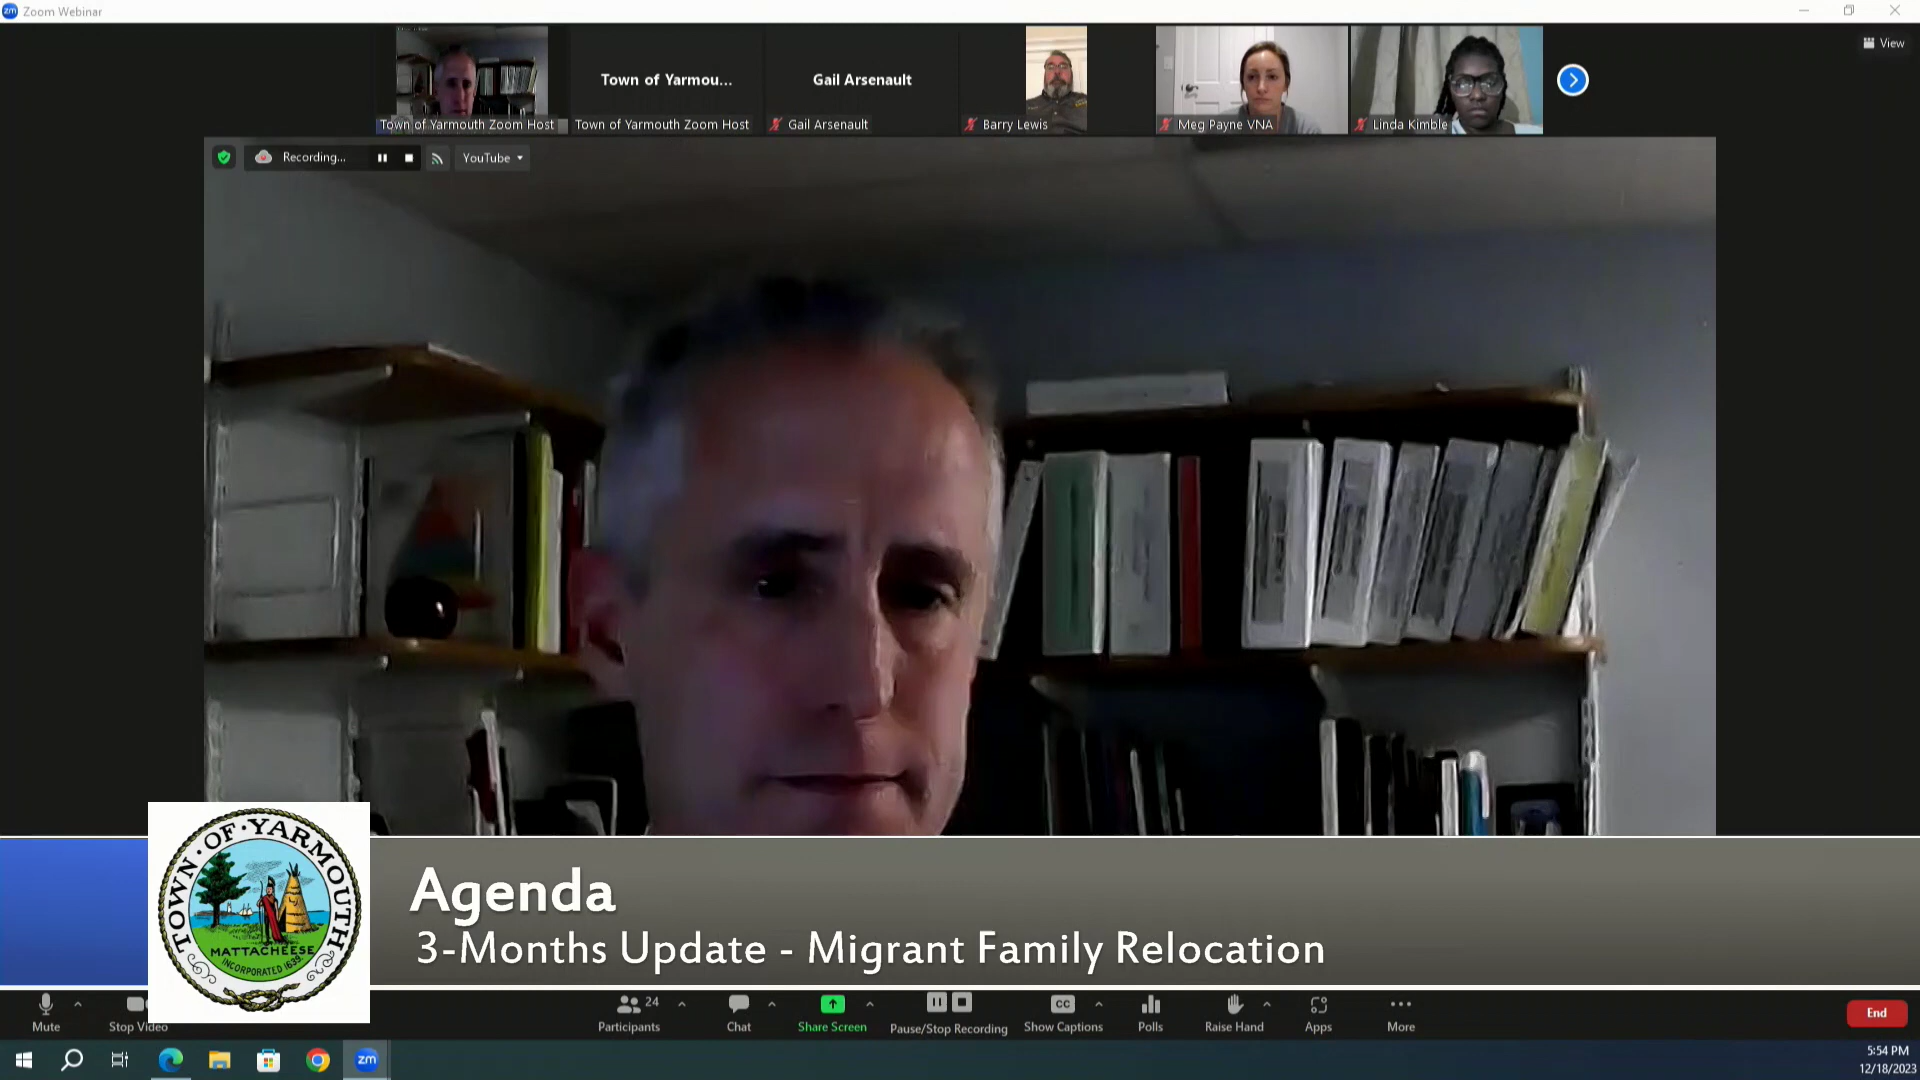 Zoom Webinar
View
Town of Yarmou...
Gail Arsenault
Town of Yarmouth Zoom Host
Town of Yarmouth Zoom Host
Gail Arsenault
Barry Lewis
Meg Payne VNA
Linda Kimble
Recording...
YouTube
TOWN OF YARMOUTH
MATTACHEESE
INCORPORATED 1639
Agenda
3-Months Update - Migrant Family Relocation
Mute
Stop Video
24
Participants
Chat
Share Screen
Pause/Stop Recording
CC
Show Captions
Polls
Raise Hand
Apps
More
End
zm
5:54 PM
12/18/2023